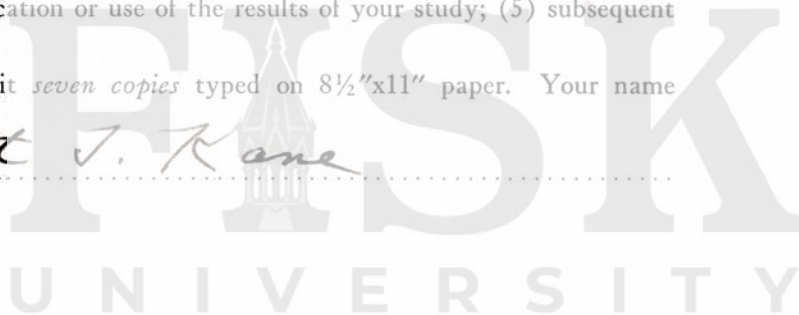 cation or use of the results of your study; (5) subsequent
it seven copies typed on 8½"x11" paper. Your name
t J. Kane
FISK
UNIVERSITY